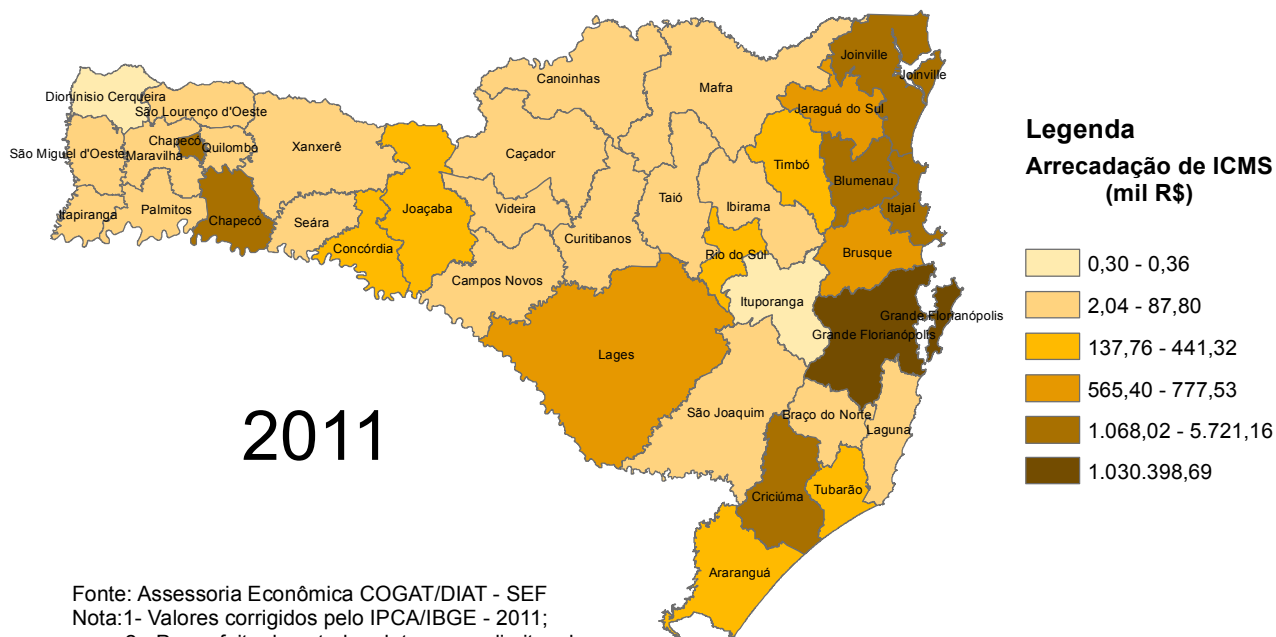 Joinville
Canoinhas
Mafra
Joinville
Dionísio Cerqueira
São Lourenço d'Oeste
Jaraguá do Sul
Chapecó
Quilombo
Xanxerê
São Miguel d'Oeste
Maravilha
Caçador
Timbó
Blumenau
Taió
Ibirama
Itapiranga
Palmitos
Chapecó
Seára
Joaçaba
Videira
Itajaí
Concórdia
Curitibanos
Rio do Sul
Brusque
Campos Novos
Ituporanga
Grande Florianópolis
Grande Florianópolis
Lages
São Joaquim
Braço do Norte
Laguna
Criciúma
Tubarão
Araranguá
2011
Legenda
Arrecadação de ICMS
(mil R$)
0,30 - 0,36
2,04 - 87,80
137,76 - 441,32
565,40 - 777,53
1.068,02 - 5.721,16
1.030.398,69
Fonte: Assessoria Econômica COGAT/DIAT - SEF
Nota:1- Valores corrigidos pelo IPCA/IBGE - 2011;